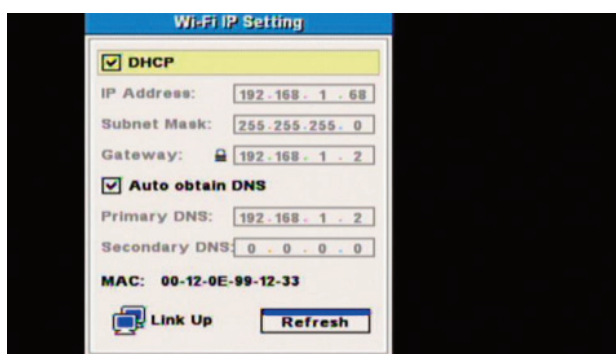 Wi-Fi IP Setting
DHCP
IP Address: 192.168. 1 . 68
Subnet Mask: 255.255.255. 0
Gateway: 192.168. 1 . 2
Auto obtain DNS
Primary DNS: 192.168. 1 . 2
Secondary DNS: 0 . 0 . 0 . 0
MAC: 00-12-0E-99-12-33
Link Up Refresh